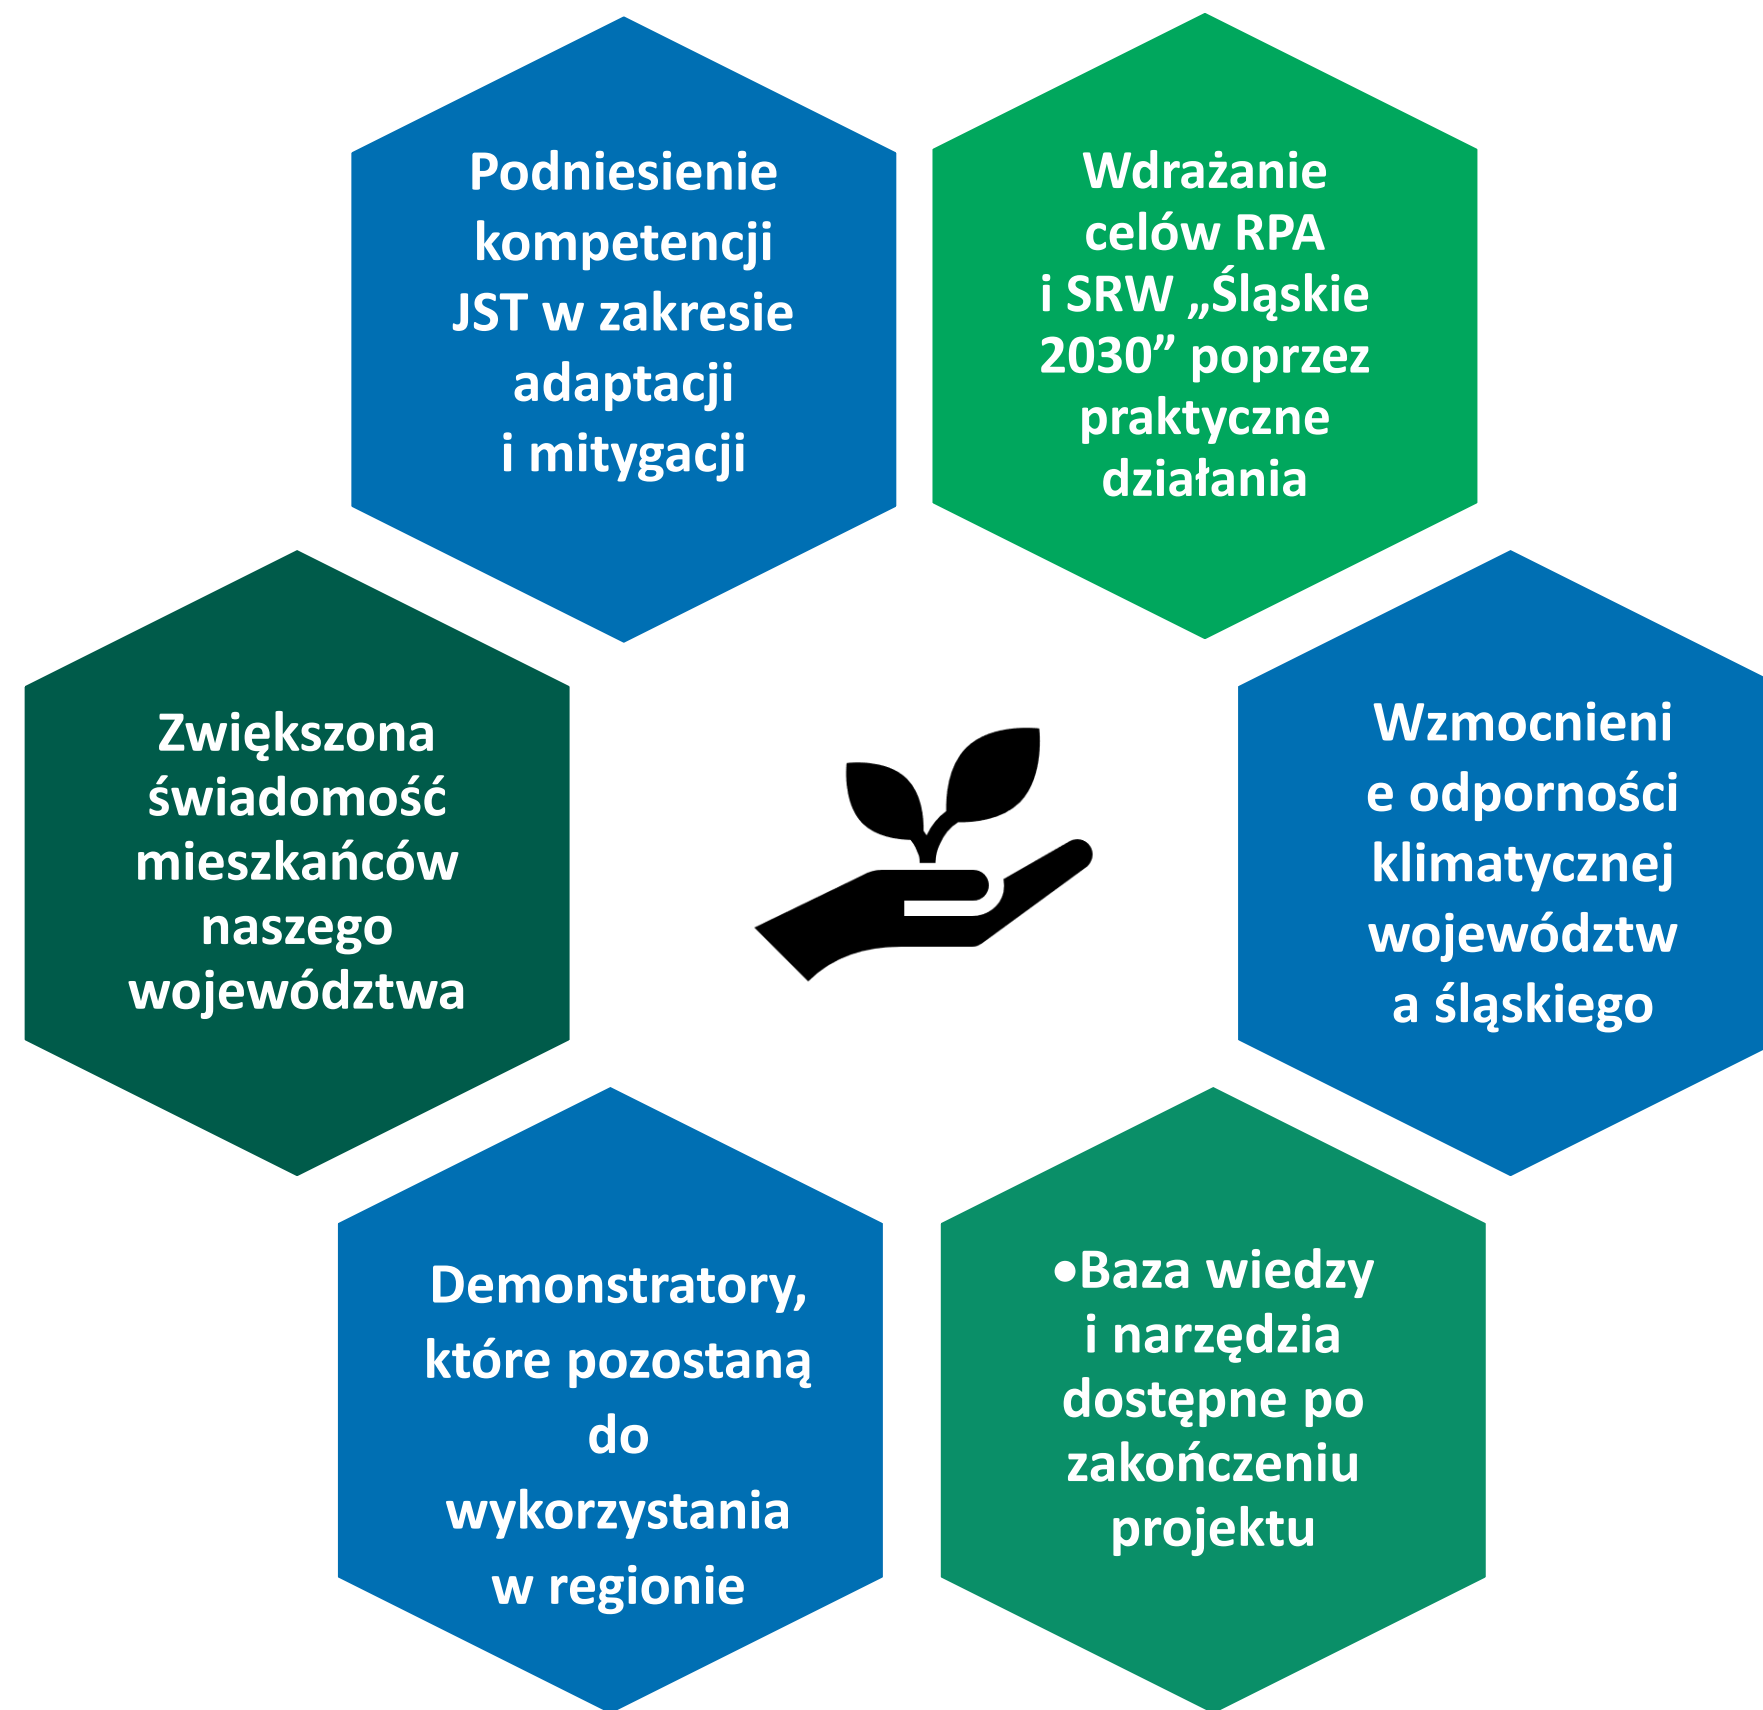 Podniesienie
kompetencji
JST w zakresie
adaptacji
i mitygacji
Wdrażanie
celów RPA
i SRW „Śląskie
2030” poprzez
praktyczne
działania
Zwiększona
świadomość
mieszkańców
naszego
województwa
Wzmocnieni
e odporności
klimatycznej
województw
a śląskiego
Demonstratory,
które pozostaną
do
wykorzystania
w regionie
•Baza wiedzy
i narzędzia
dostępne po
zakończeniu
projektu